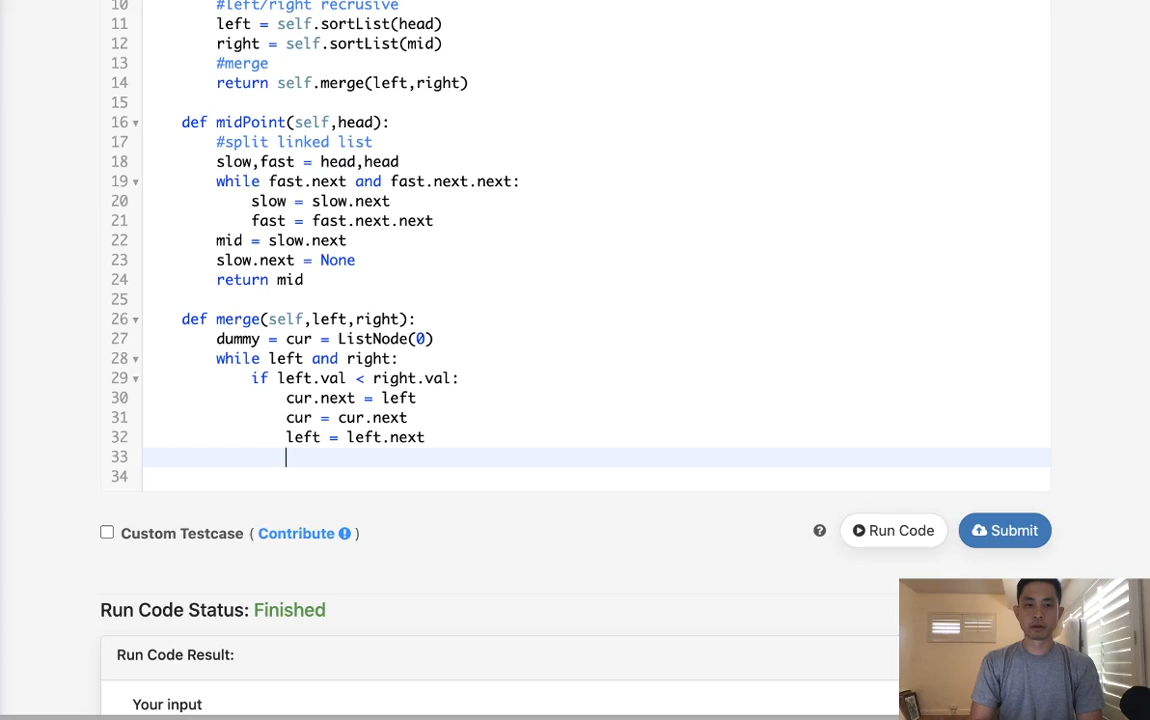 10 #left/right recrusive
11 left = self.sortList(head)
12 right = self.sortList(mid)
13 #merge
14 return self.merge(left,right)
15
16 def midPoint(self,head):
17 #split linked list
18 slow,fast = head,head
19 while fast.next and fast.next.next:
20 slow = slow.next
21 fast = fast.next.next
22 mid = slow.next
23 slow.next = None
24 return mid
25
26 def merge(self,left,right):
27 dummy = cur = ListNode(0)
28 while left and right:
29 if left.val < right.val:
30 cur.next = left
31 cur = cur.next
32 left = left.next
33
34
Custom Testcase ( Contribute )
Run Code
Submit
Run Code Status: Finished
Run Code Result:
Your input